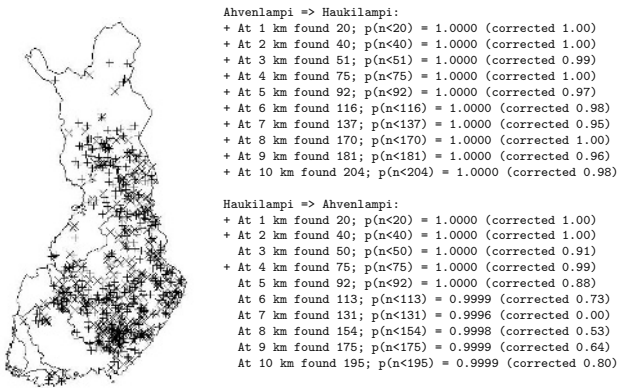 Ahvenlampi => Haukilampi:
+ At 1 km found 20; p(n<20) = 1.0000 (corrected 1.00)
+ At 2 km found 40; p(n<40) = 1.0000 (corrected 1.00)
+ At 3 km found 51; p(n<51) = 1.0000 (corrected 0.99)
+ At 4 km found 75; p(n<75) = 1.0000 (corrected 1.00)
+ At 5 km found 92; p(n<92) = 1.0000 (corrected 0.97)
+ At 6 km found 116; p(n<116) = 1.0000 (corrected 0.98)
+ At 7 km found 137; p(n<137) = 1.0000 (corrected 0.95)
+ At 8 km found 170; p(n<170) = 1.0000 (corrected 1.00)
+ At 9 km found 181; p(n<181) = 1.0000 (corrected 0.96)
+ At 10 km found 204; p(n<204) = 1.0000 (corrected 0.98)
Haukilampi => Ahvenlampi:
+ At 1 km found 20; p(n<20) = 1.0000 (corrected 1.00)
+ At 2 km found 40; p(n<40) = 1.0000 (corrected 1.00)
At 3 km found 50; p(n<50) = 1.0000 (corrected 0.91)
+ At 4 km found 75; p(n<75) = 1.0000 (corrected 0.99)
At 5 km found 92; p(n<92) = 1.0000 (corrected 0.88)
At 6 km found 113; p(n<113) = 0.9999 (corrected 0.73)
At 7 km found 131; p(n<131) = 0.9996 (corrected 0.00)
At 8 km found 154; p(n<154) = 0.9998 (corrected 0.53)
At 9 km found 175; p(n<175) = 0.9999 (corrected 0.64)
At 10 km found 195; p(n<195) = 0.9999 (corrected 0.80)